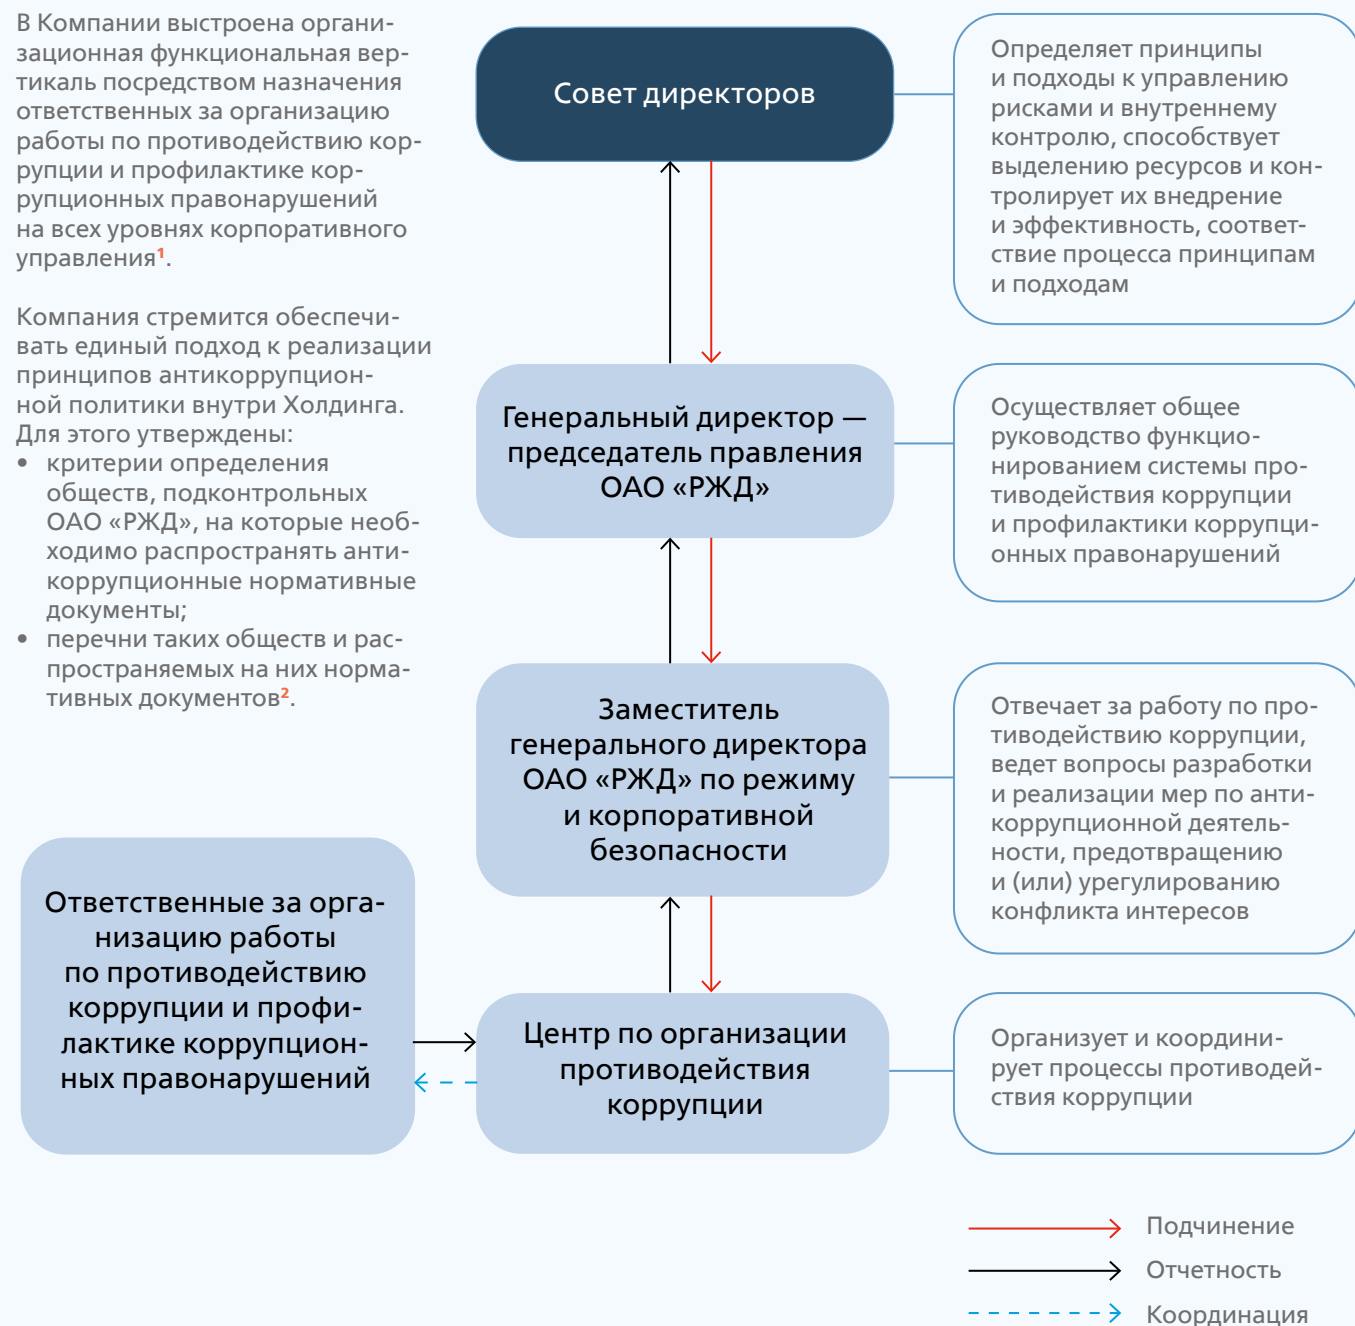 В Компании выстроена органи-
зационная функциональная вер-
тикаль посредством назначения
ответственных за организацию
работы по противодействию кор-
рупции и профилактике кор-
рупционных правонарушений
на всех уровнях корпоративного
управления¹.
Компания стремится обеспечи-
вать единый подход к реализации
принципов антикоррупцион-
ной политики внутри Холдинга.
Для этого утверждены:
• критерии определения
обществ, подконтрольных
ОАО «РЖД», на которые необ-
ходимо распространять анти-
коррупционные нормативные
документы;
• перечни таких обществ и рас-
пространяемых на них норма-
тивных документов².
Совет директоров
Определяет принципы
и подходы к управлению
рисками и внутреннему
контролю, способствует
выделению ресурсов и кон-
тролирует их внедрение
и эффективность, соответ-
ствие процесса принципам
и подходам
Генеральный директор —
председатель правления
ОАО «РЖД»
Осуществляет общее
руководство функцио-
нированием системы про-
тиводействия коррупции
и профилактики коррупци-
онных правонарушений
Заместитель
генерального директора
ОАО «РЖД» по режиму
и корпоративной
безопасности
Отвечает за работу по про-
тиводействию коррупции,
ведет вопросы разработки
и реализации мер по анти-
коррупционной деятель-
ности, предотвращению
и (или) урегулированию
конфликта интересов
Ответственные за орга-
низацию работы
по противодействию
коррупции и профи-
лактике коррупцион-
ных правонарушений
Центр по организации
противодействия
коррупции
Организует и координи-
рует процессы противодей-
ствия коррупции
Подчинение
Отчетность
Координация